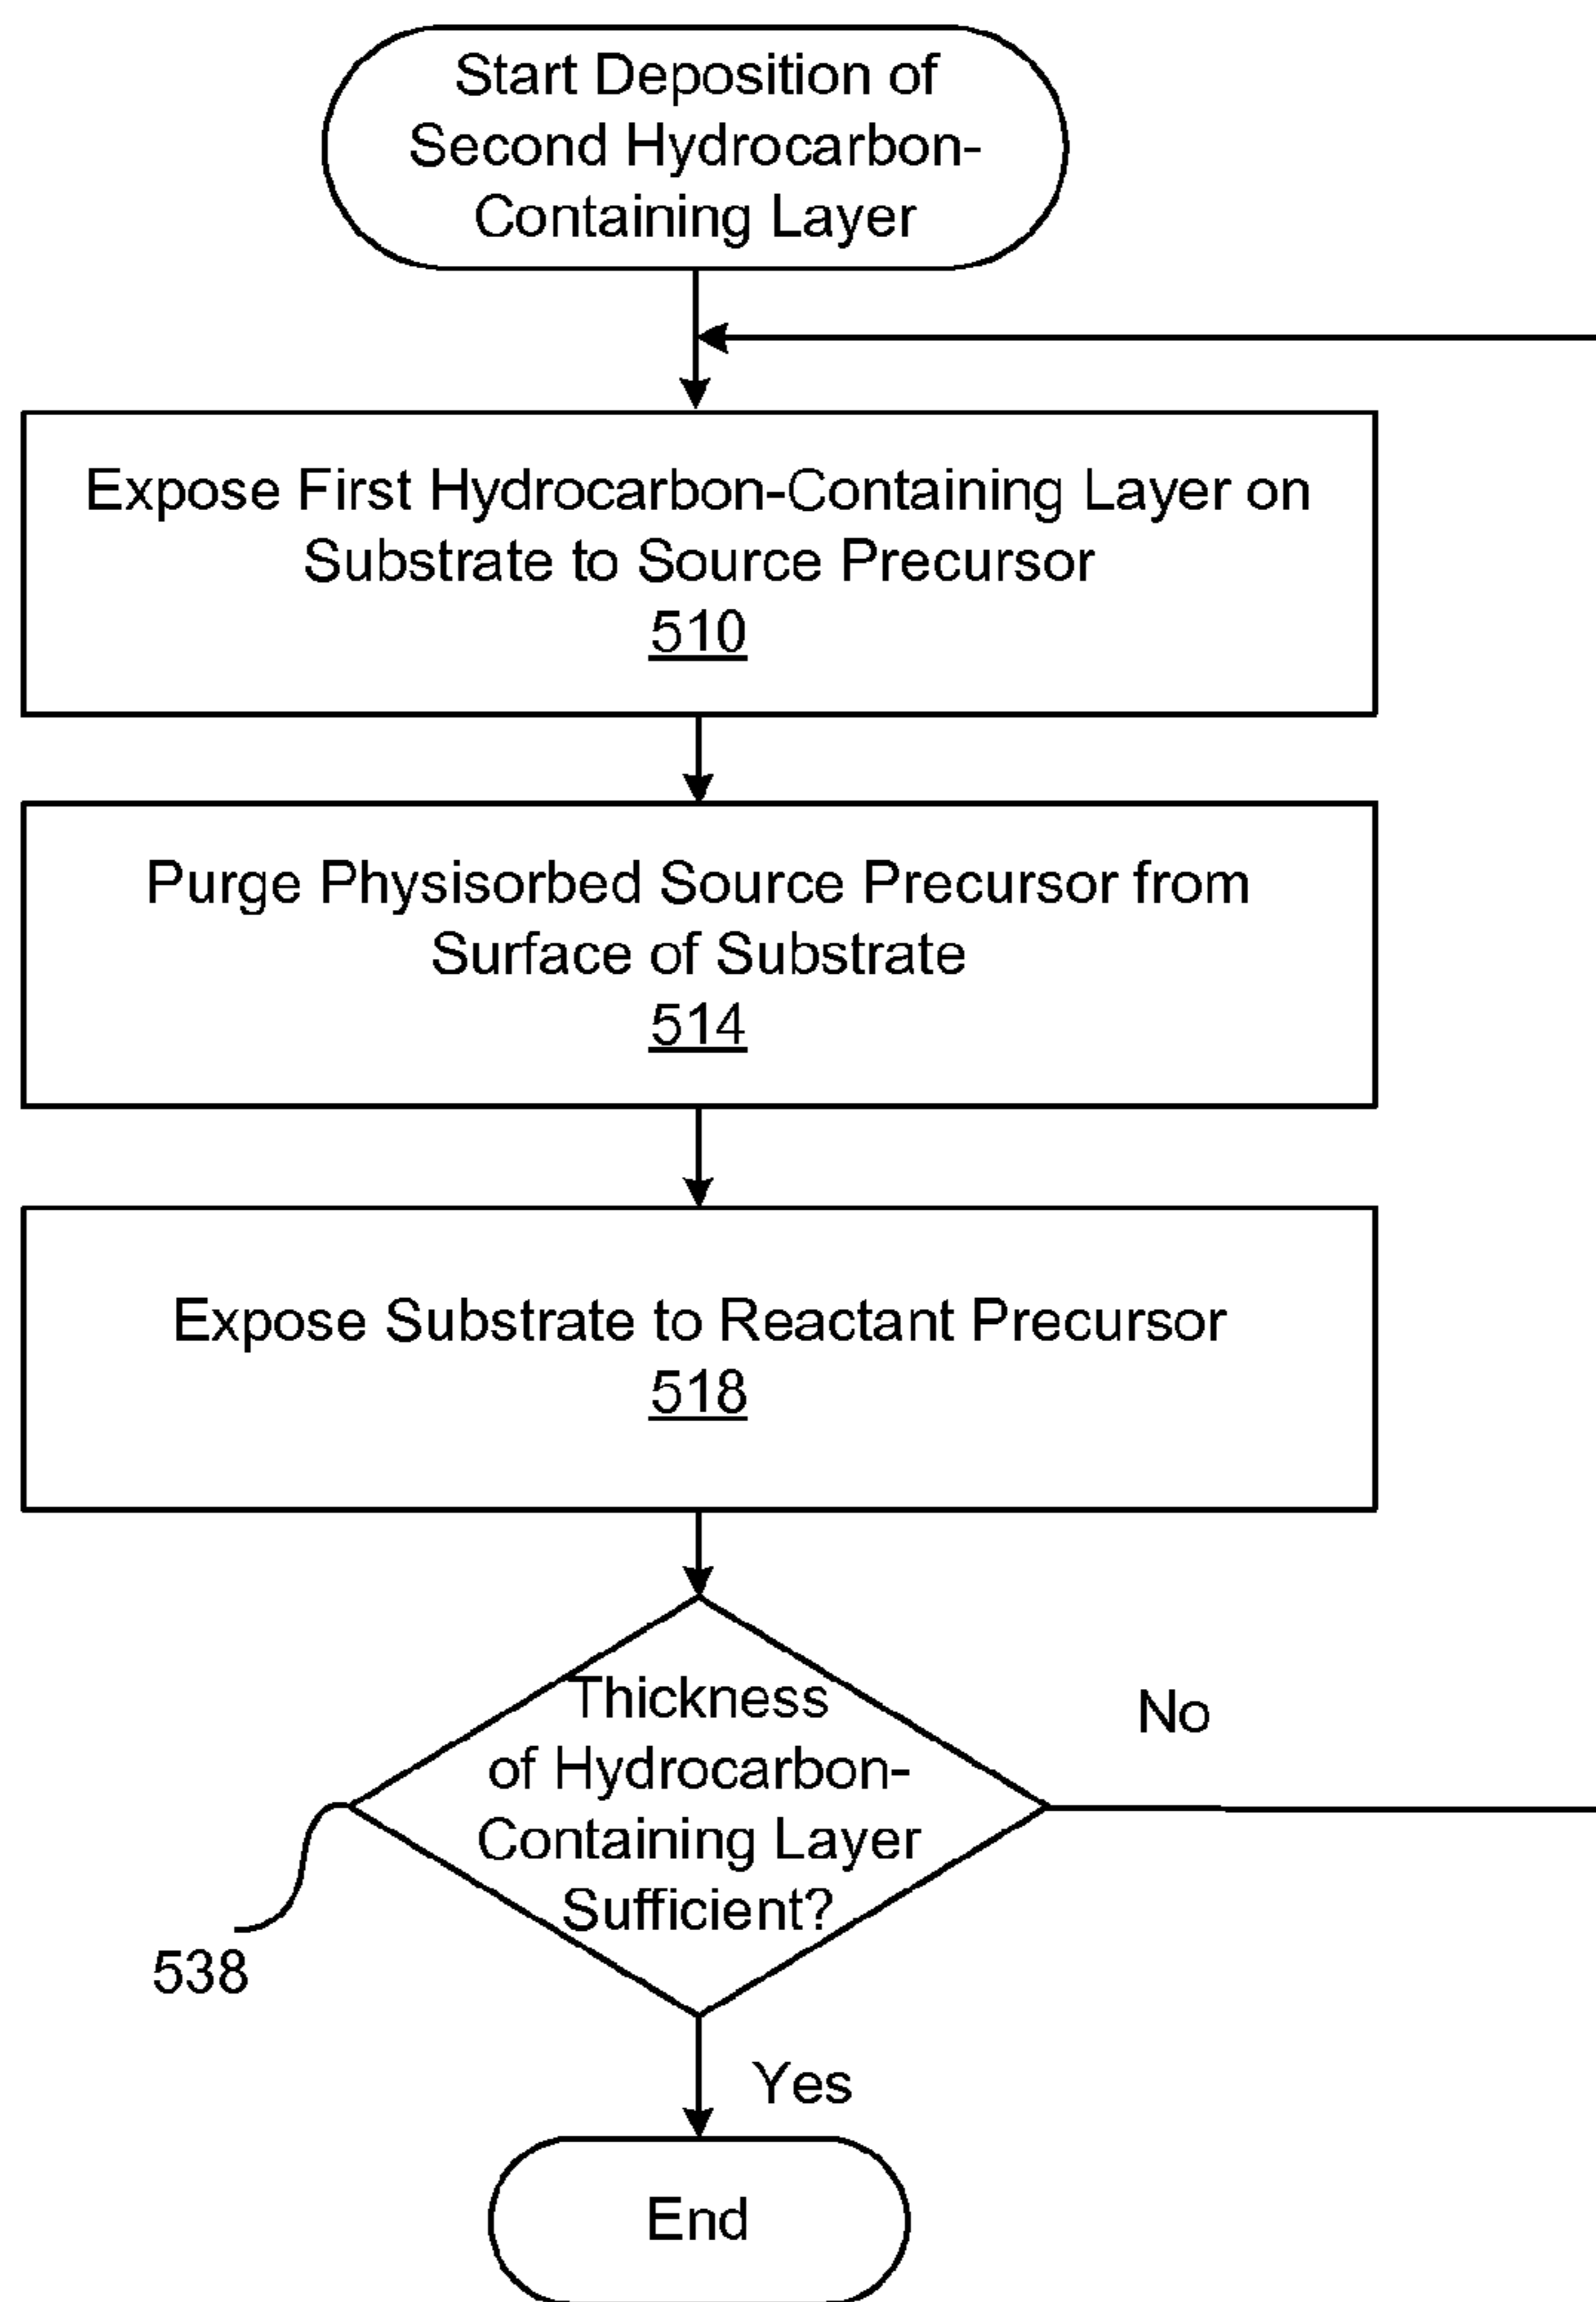 Start Deposition of
Second Hydrocarbon-
Containing Layer
Expose First Hydrocarbon-Containing Layer on
Substrate to Source Precursor
510
Purge Physisorbed Source Precursor from
Surface of Substrate
514
Expose Substrate to Reactant Precursor
518
Thickness
of Hydrocarbon-
Containing Layer
Sufficient?
No
538
Yes
End